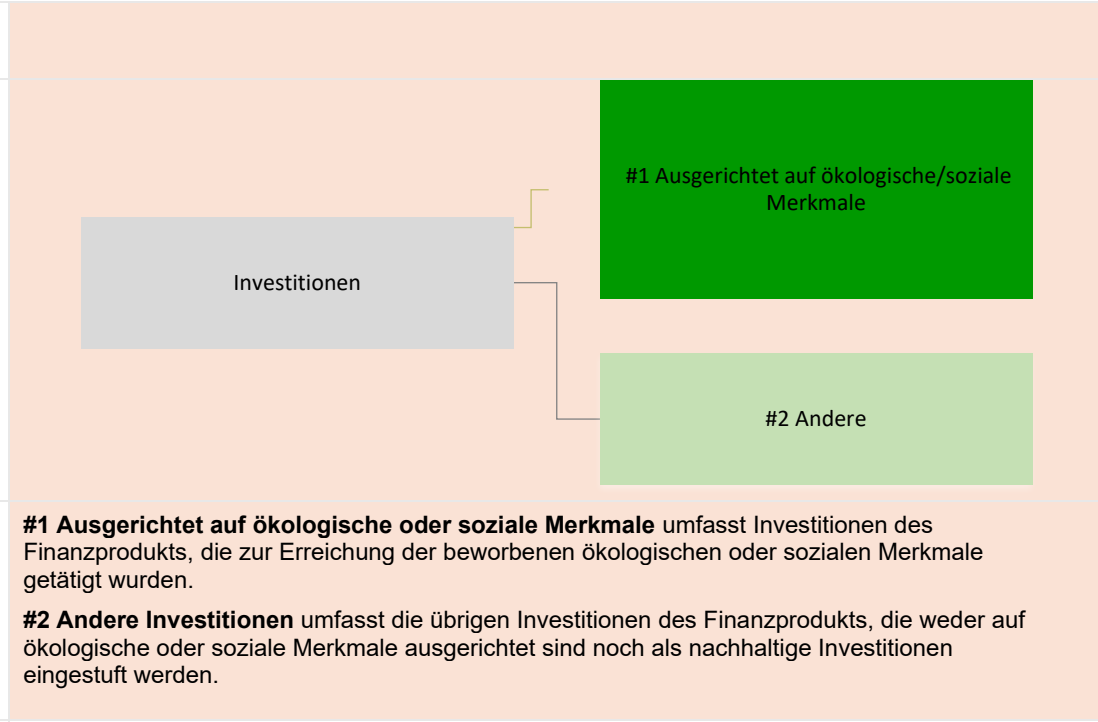 #1 Ausgerichtet auf ökologische/soziale
Merkmale
Investitionen
#2 Andere
#1 Ausgerichtet auf ökologische oder soziale Merkmale umfasst Investitionen des
Finanzprodukts, die zur Erreichung der beworbenen ökologischen oder sozialen Merkmale
getätigt wurden.
#2 Andere Investitionen umfasst die übrigen Investitionen des Finanzprodukts, die weder auf
ökologische oder soziale Merkmale ausgerichtet sind noch als nachhaltige Investitionen
eingestuft werden.